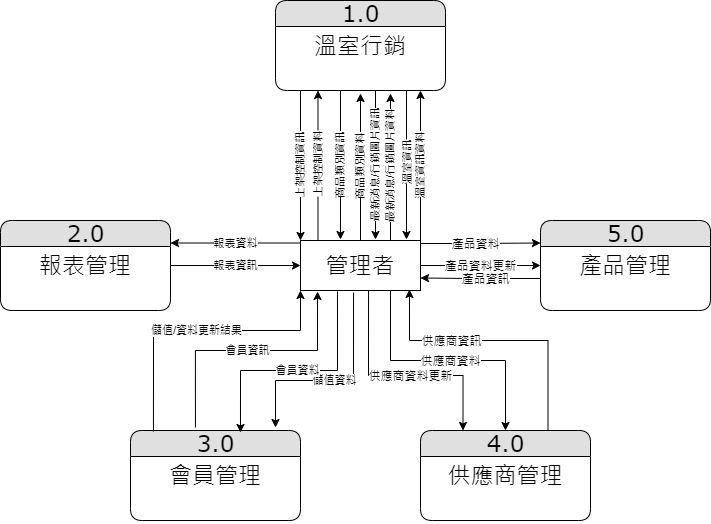 1.0
溫室行銷
上架控制資訊
上架控制資料
商品類別資訊
商品類別資料
最新消息/行銷圖片資訊
最新消息/行銷圖片資料
溫室資訊
溫室資訊資料
2.0
報表管理
報表資料
報表資訊
管理者
產品資料
產品資料更新
產品資訊
5.0
產品管理
儲值/資料更新結果
會員資訊
會員資料
儲值資料
供應商資訊
供應商資料
供應商資料更新
3.0
會員管理
4.0
供應商管理